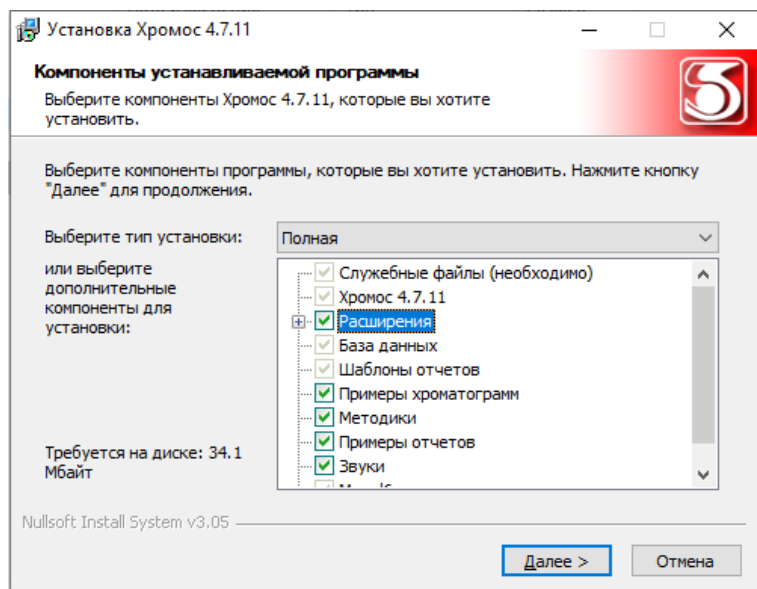 Установка Хромос 4.7.11
Компоненты устанавливаемой программы
Выберите компоненты Хромос 4.7.11, которые вы хотите
установить.
Выберите компоненты программы, которые вы хотите установить. Нажмите кнопку
"Далее" для продолжения.
Выберите тип установки:
Полная
или выберите
дополнительные
компоненты для
установки:
Служебные файлы (необходимо)
Хромос 4.7.11
Расширения
База данных
Шаблоны отчетов
Примеры хроматограмм
Методики
Примеры отчетов
Звуки
Требуется на диске: 34.1
Мбайт
Nullsoft Install System v3.05
Далее >
Отмена